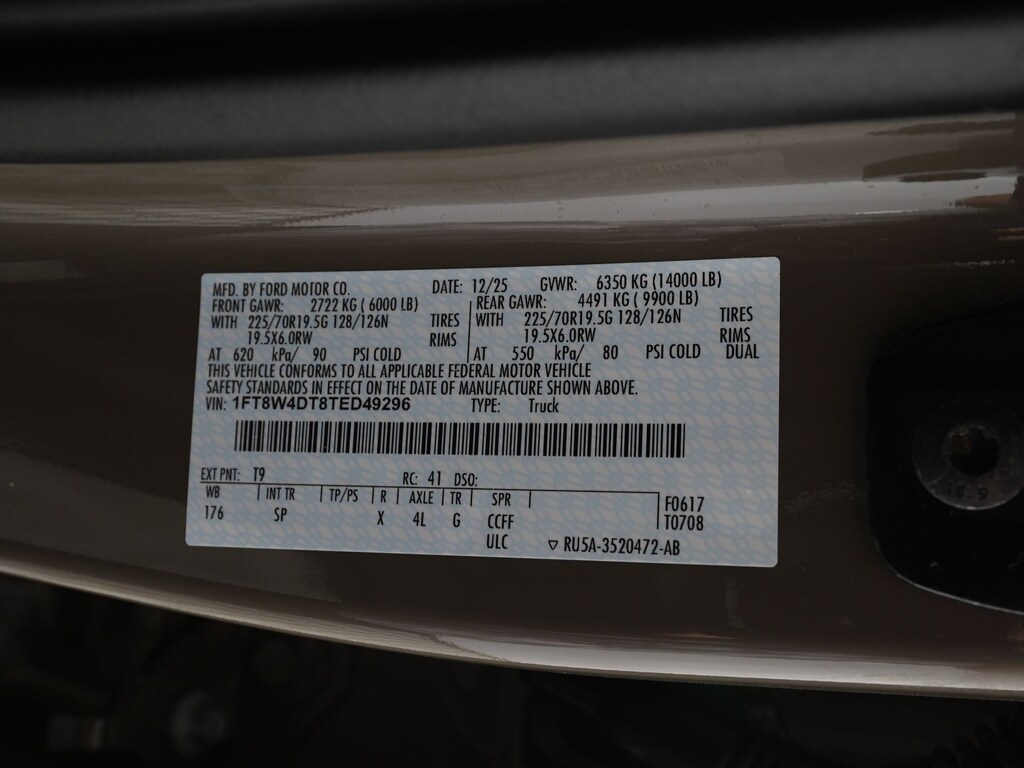 MFD. BY FORD MOTOR CO. DATE: 12/25 GVWR: 6350 KG (14000 LB)
FRONT GAWR: 2722 KG (6000 LB) REAR GAWR: 4491 KG (9900 LB)
WITH 225/70R19.5G 128/126N TIRES WITH 225/70R19.5G 128/126N TIRES
19.5X6.0RW RIMS 19.5X6.0RW RIMS
AT 620 kPa/ 90 PSI COLD AT 550 kPa/ 80 PSI COLD DUAL
THIS VEHICLE CONFORMS TO ALL APPLICABLE FEDERAL MOTOR VEHICLE
SAFETY STANDARDS IN EFFECT ON THE DATE OF MANUFACTURE SHOWN ABOVE.
VIN: 1FT8W4DT8TED49296 TYPE: Truck
EXT PNT: T9 RC: 41 DSO:
WB INT TR TP/PS R AXLE TR SPR F0617
176 SP X 4L G CCFF T0708
ULC ▽ RU5A-3520472-AB
10.9